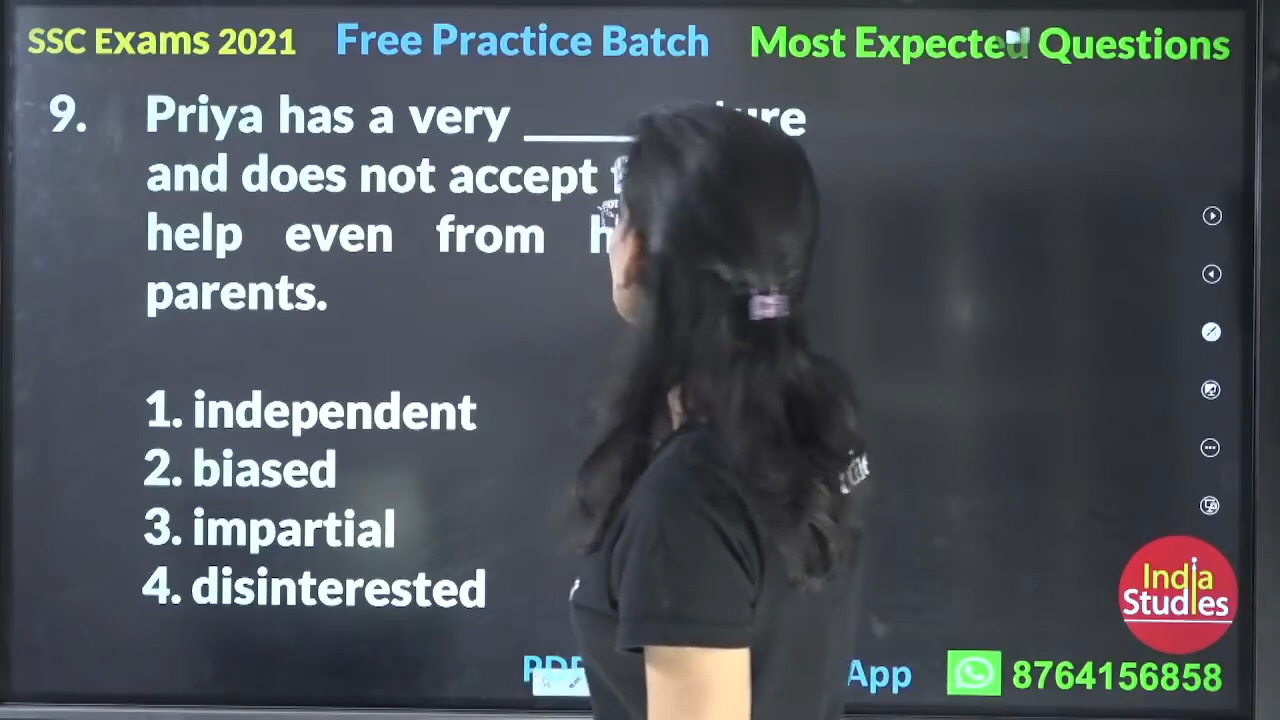 SSC Exams 2021 Free Practice Batch Most Expected Questions
9. Priya has a very ______
and does not accept
help even from
parents.
1. independent
2. biased
3. impartial
4. disinterested
India
Studies
App 8764156858